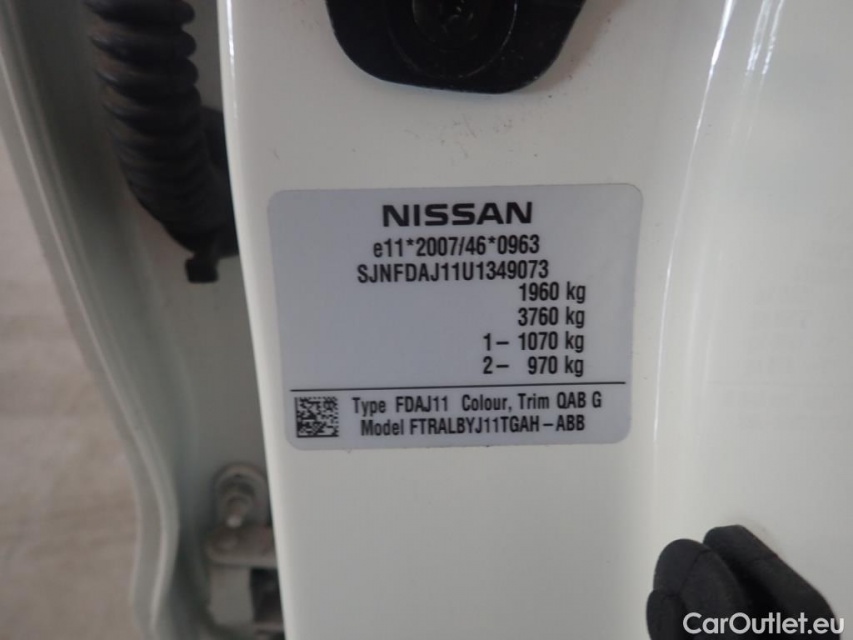 NISSAN
e11*2007/46*0963
SJNFDAJ11U1349073
1960 kg
3760 kg
1- 1070 kg
2- 970 kg
Type FDAJ11 Colour, Trim QAB G
Model FTRALBYJ11TGAH-ABB
CarOutlet.eu